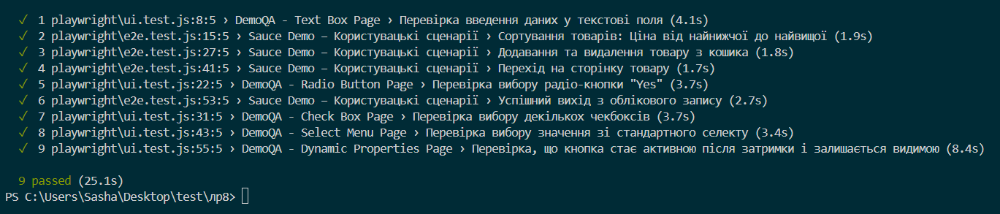 ✓ 1 playwright\ui.test.js:8:5 › DemoQA - Text Box Page › Перевірка введення даних у текстові поля (4.1s)
✓ 2 playwright\e2e.test.js:15:5 › Sauce Demo – Користувацькі сценарії › Сортування товарів: Ціна від найнижчої до найвищої (1.9s)
✓ 3 playwright\e2e.test.js:27:5 › Sauce Demo – Користувацькі сценарії › Додавання та видалення товару з кошика (1.8s)
✓ 4 playwright\e2e.test.js:41:5 › Sauce Demo – Користувацькі сценарії › Перехід на сторінку товару (1.7s)
✓ 5 playwright\ui.test.js:22:5 › DemoQA - Radio Button Page › Перевірка вибору радіо-кнопки "Yes" (3.7s)
✓ 6 playwright\e2e.test.js:53:5 › Sauce Demo – Користувацькі сценарії › Успішний вихід з облікового запису (2.7s)
✓ 7 playwright\ui.test.js:31:5 › DemoQA - Check Box Page › Перевірка вибору декількох чекбоксів (3.7s)
✓ 8 playwright\ui.test.js:43:5 › DemoQA - Select Menu Page › Перевірка вибору значення зі стандартного селекту (3.4s)
✓ 9 playwright\ui.test.js:55:5 › DemoQA - Dynamic Properties Page › Перевірка, що кнопка стає активною після затримки і залишається видимою (8.4s)
9 passed (25.1s)
PS C:\Users\Sasha\Desktop\test\лр8>